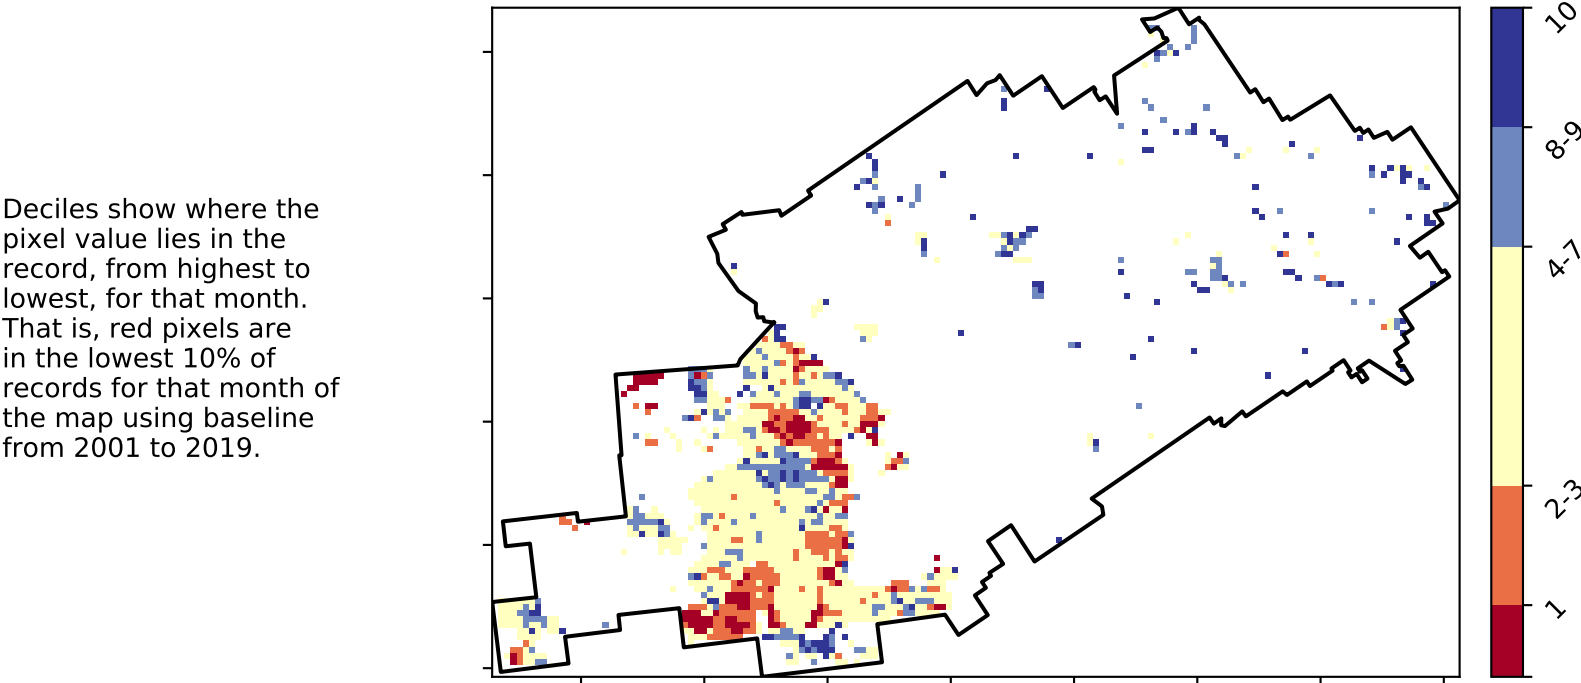 Deciles show where the
pixel value lies in the
record, from highest to
lowest, for that month.
That is, red pixels are
in the lowest 10% of
records for that month of
the map using baseline
from 2001 to 2019.
10
8-9
4-7
2-3
1